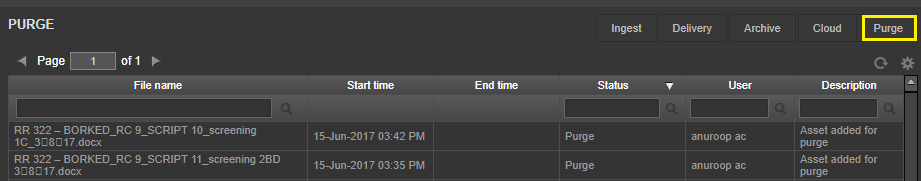 PURGE
Ingest Delivery Archive Cloud Purge
Page 1 of 1
File name Start time End time Status User Description
RR 322 – BORKED_RC 9_SCRIPT 10_screening 1C_3□8□17.docx 15-Jun-2017 03:42 PM Purge anuroop ac Asset added for purge
RR 322 – BORKED_RC 9_SCRIPT 11_screening 2BD 3□8□17.docx 15-Jun-2017 03:35 PM Purge anuroop ac Asset added for purge